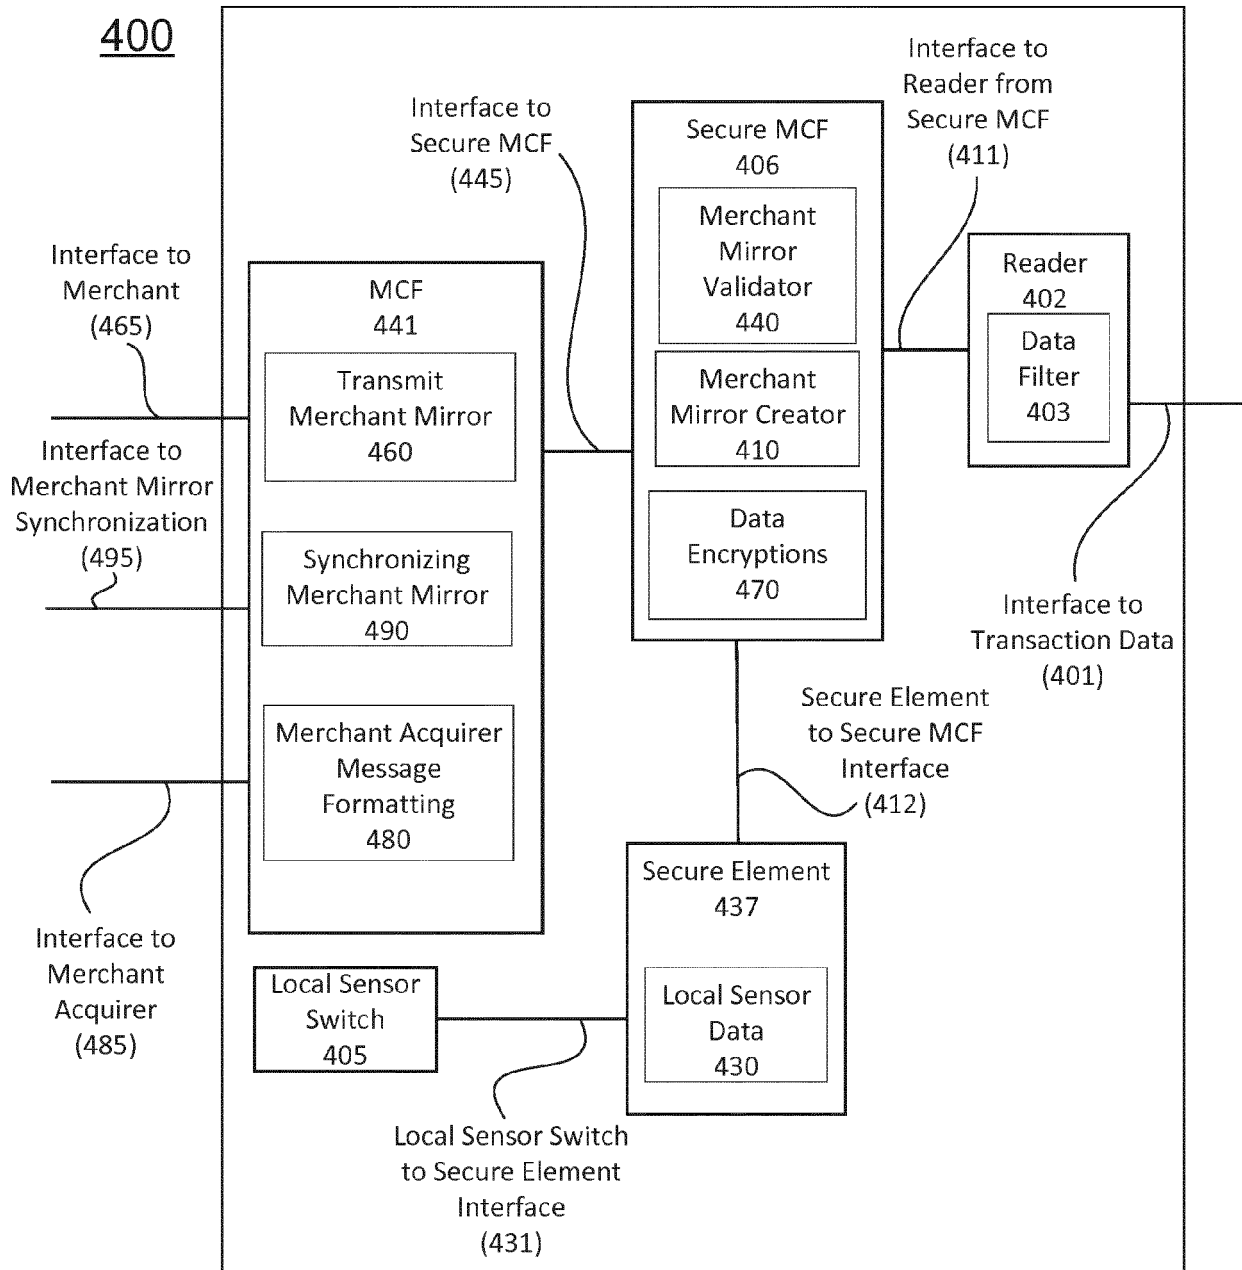 400
Interface to
Reader from
Secure MCF
(411)
Interface to
Secure MCF
(445)
Secure MCF
406
Merchant
Mirror
Validator
440
Merchant
Mirror Creator
410
Data
Encryptions
470
Reader
402
Data
Filter
403
Interface to
Merchant
(465)
MCF
441
Transmit
Merchant Mirror
460
Interface to
Merchant Mirror
Synchronization
(495)
Synchronizing
Merchant Mirror
490
Merchant Acquirer
Message
Formatting
480
Interface to
Transaction Data
(401)
Secure Element
to Secure MCF
Interface
(412)
Secure Element
437
Local Sensor
Data
430
Interface to
Merchant
Acquirer
(485)
Local Sensor
Switch
405
Local Sensor Switch
to Secure Element
Interface
(431)